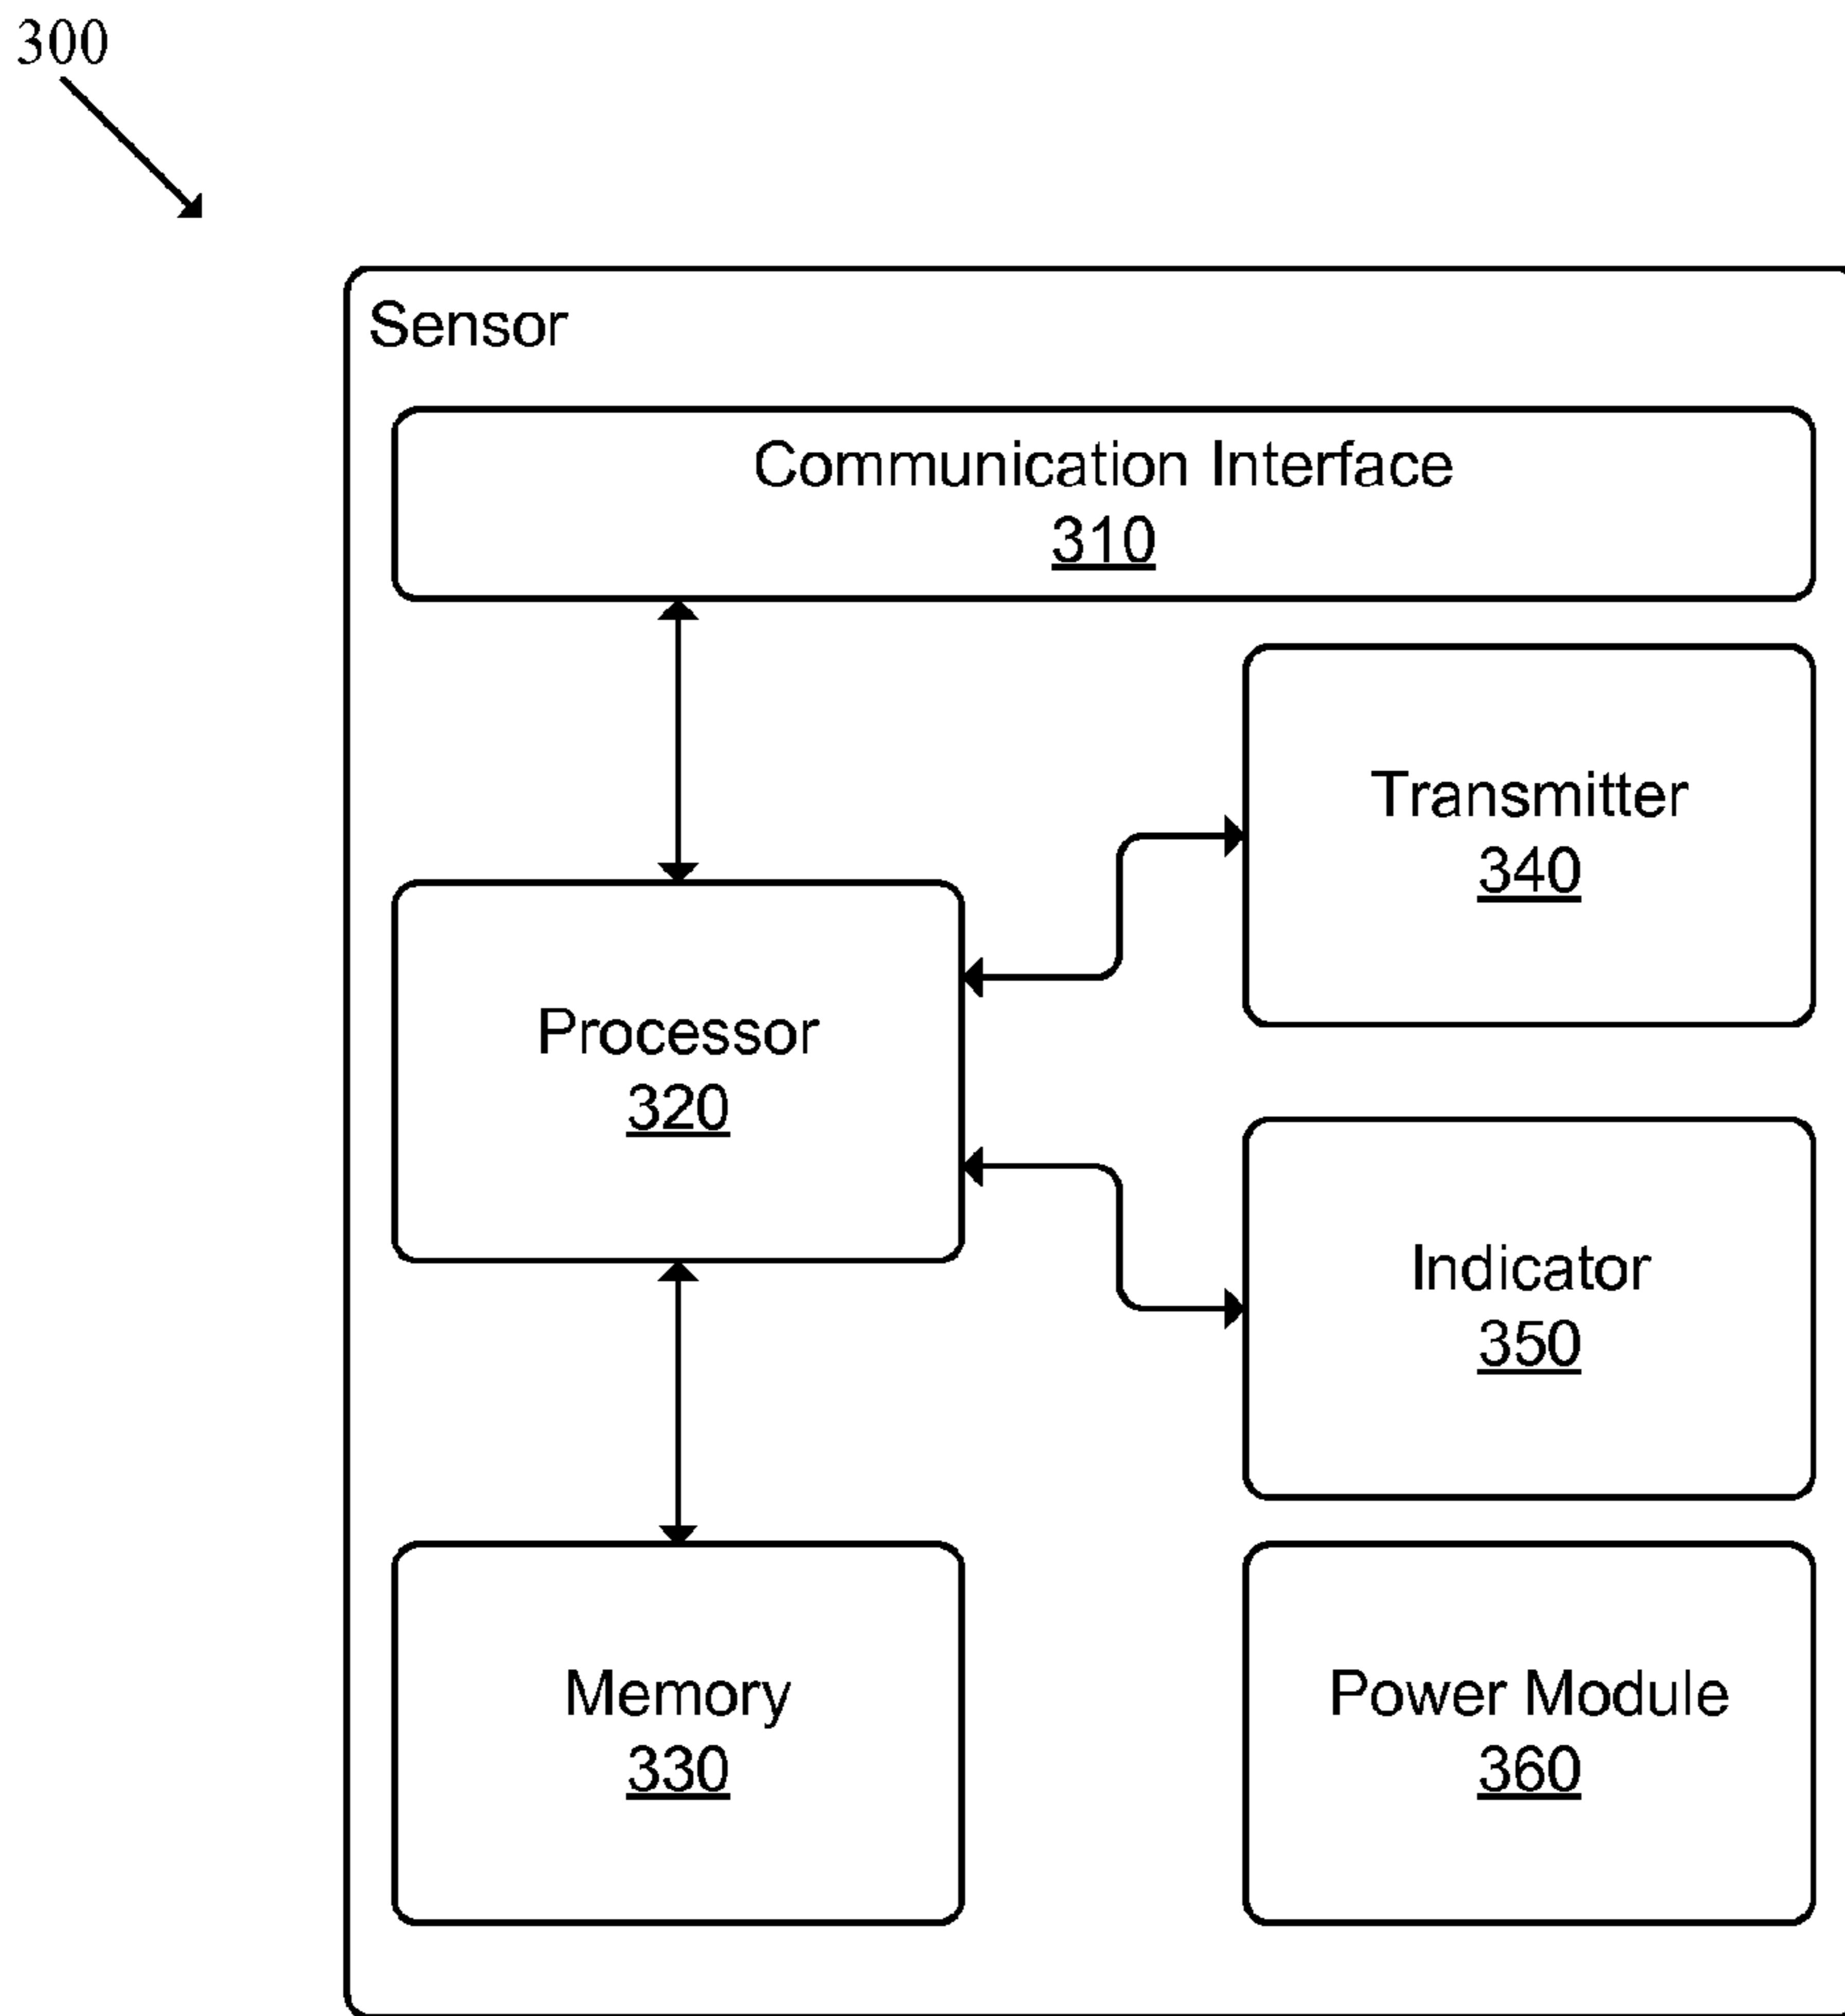 300
Sensor
Communication Interface
310
Transmitter
340
Processor
320
Indicator
350
Memory
330
Power Module
360